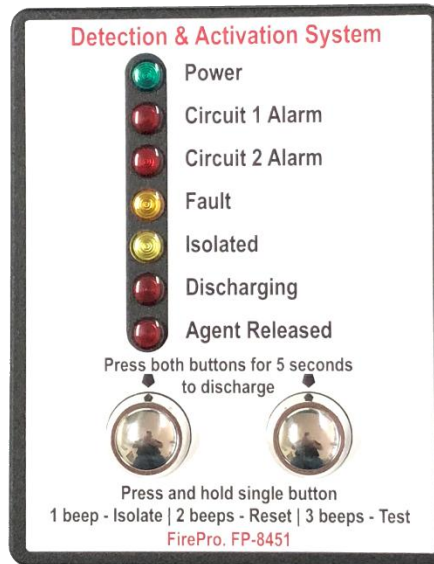 Detection & Activation System
Power
Circuit 1 Alarm
Circuit 2 Alarm
Fault
Isolated
Discharging
Agent Released
Press both buttons for 5 seconds
to discharge
Press and hold single button
1 beep - Isolate | 2 beeps - Reset | 3 beeps - Test
FirePro. FP-8451